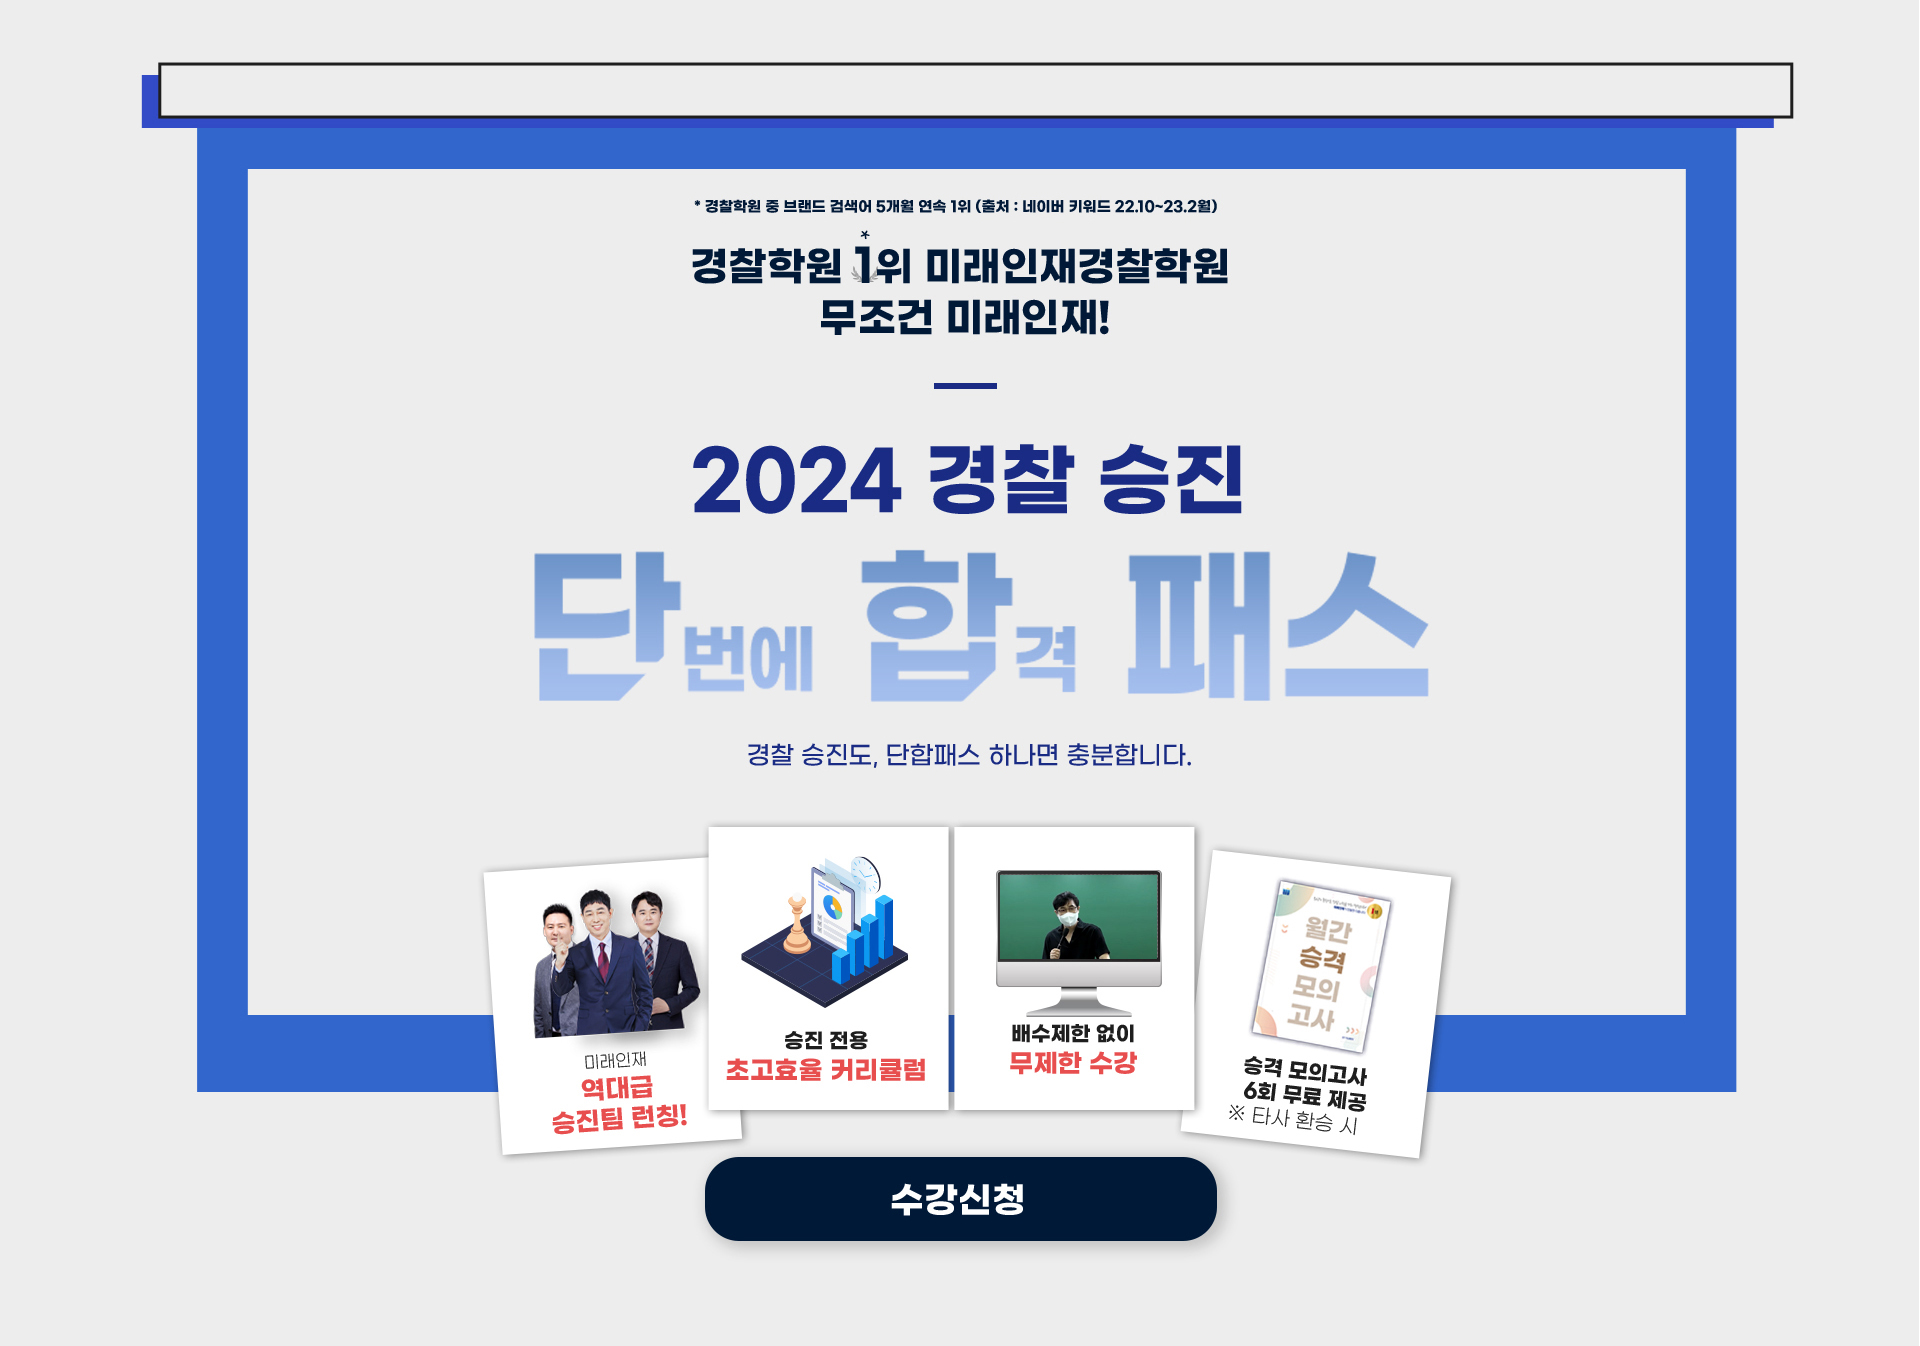 * 경찰학원 중 브랜드 검색어 5개월 연속 1위 (출처 : 네이버 키워드 22.10~23.2월)
*
경찰학원 1위 미래인재경찰학원
무조건 미래인재!
2024 경찰 승진
단번에 합격 패스
경찰 승진도, 단합패스 하나면 충분합니다.
미래인재
역대급
승진팀 런칭!
승진 전용
초고효율 커리큘럼
배수제한 없이
무제한 수강
월간
승격
모의
고사
승격 모의고사
6회 무료 제공
※ 타사 환승 시
수강신청